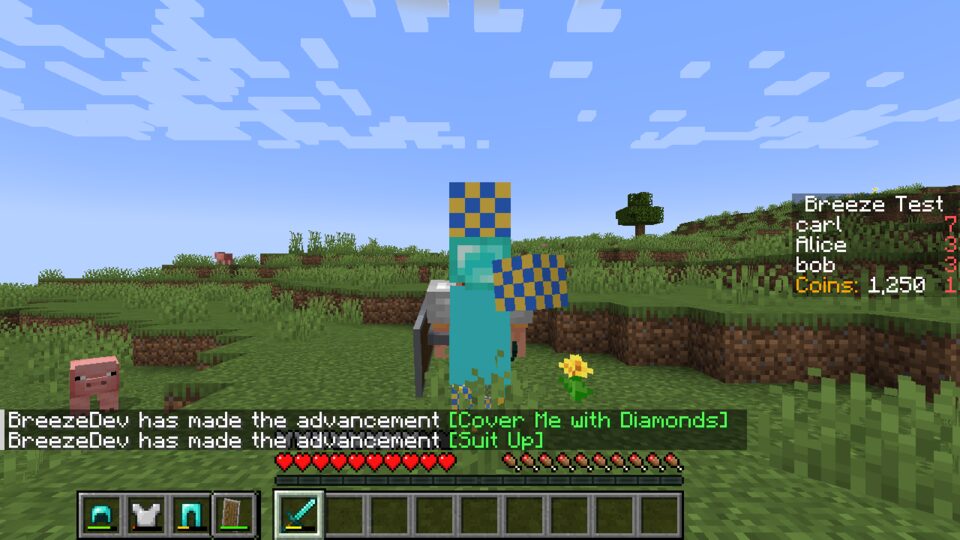 Breeze Test
carl 7
Alice 3
bob 3
Coins: 1,250 1
BreezeDev has made the advancement [Cover Me with Diamonds]
BreezeDev has made the advancement [Suit Up]